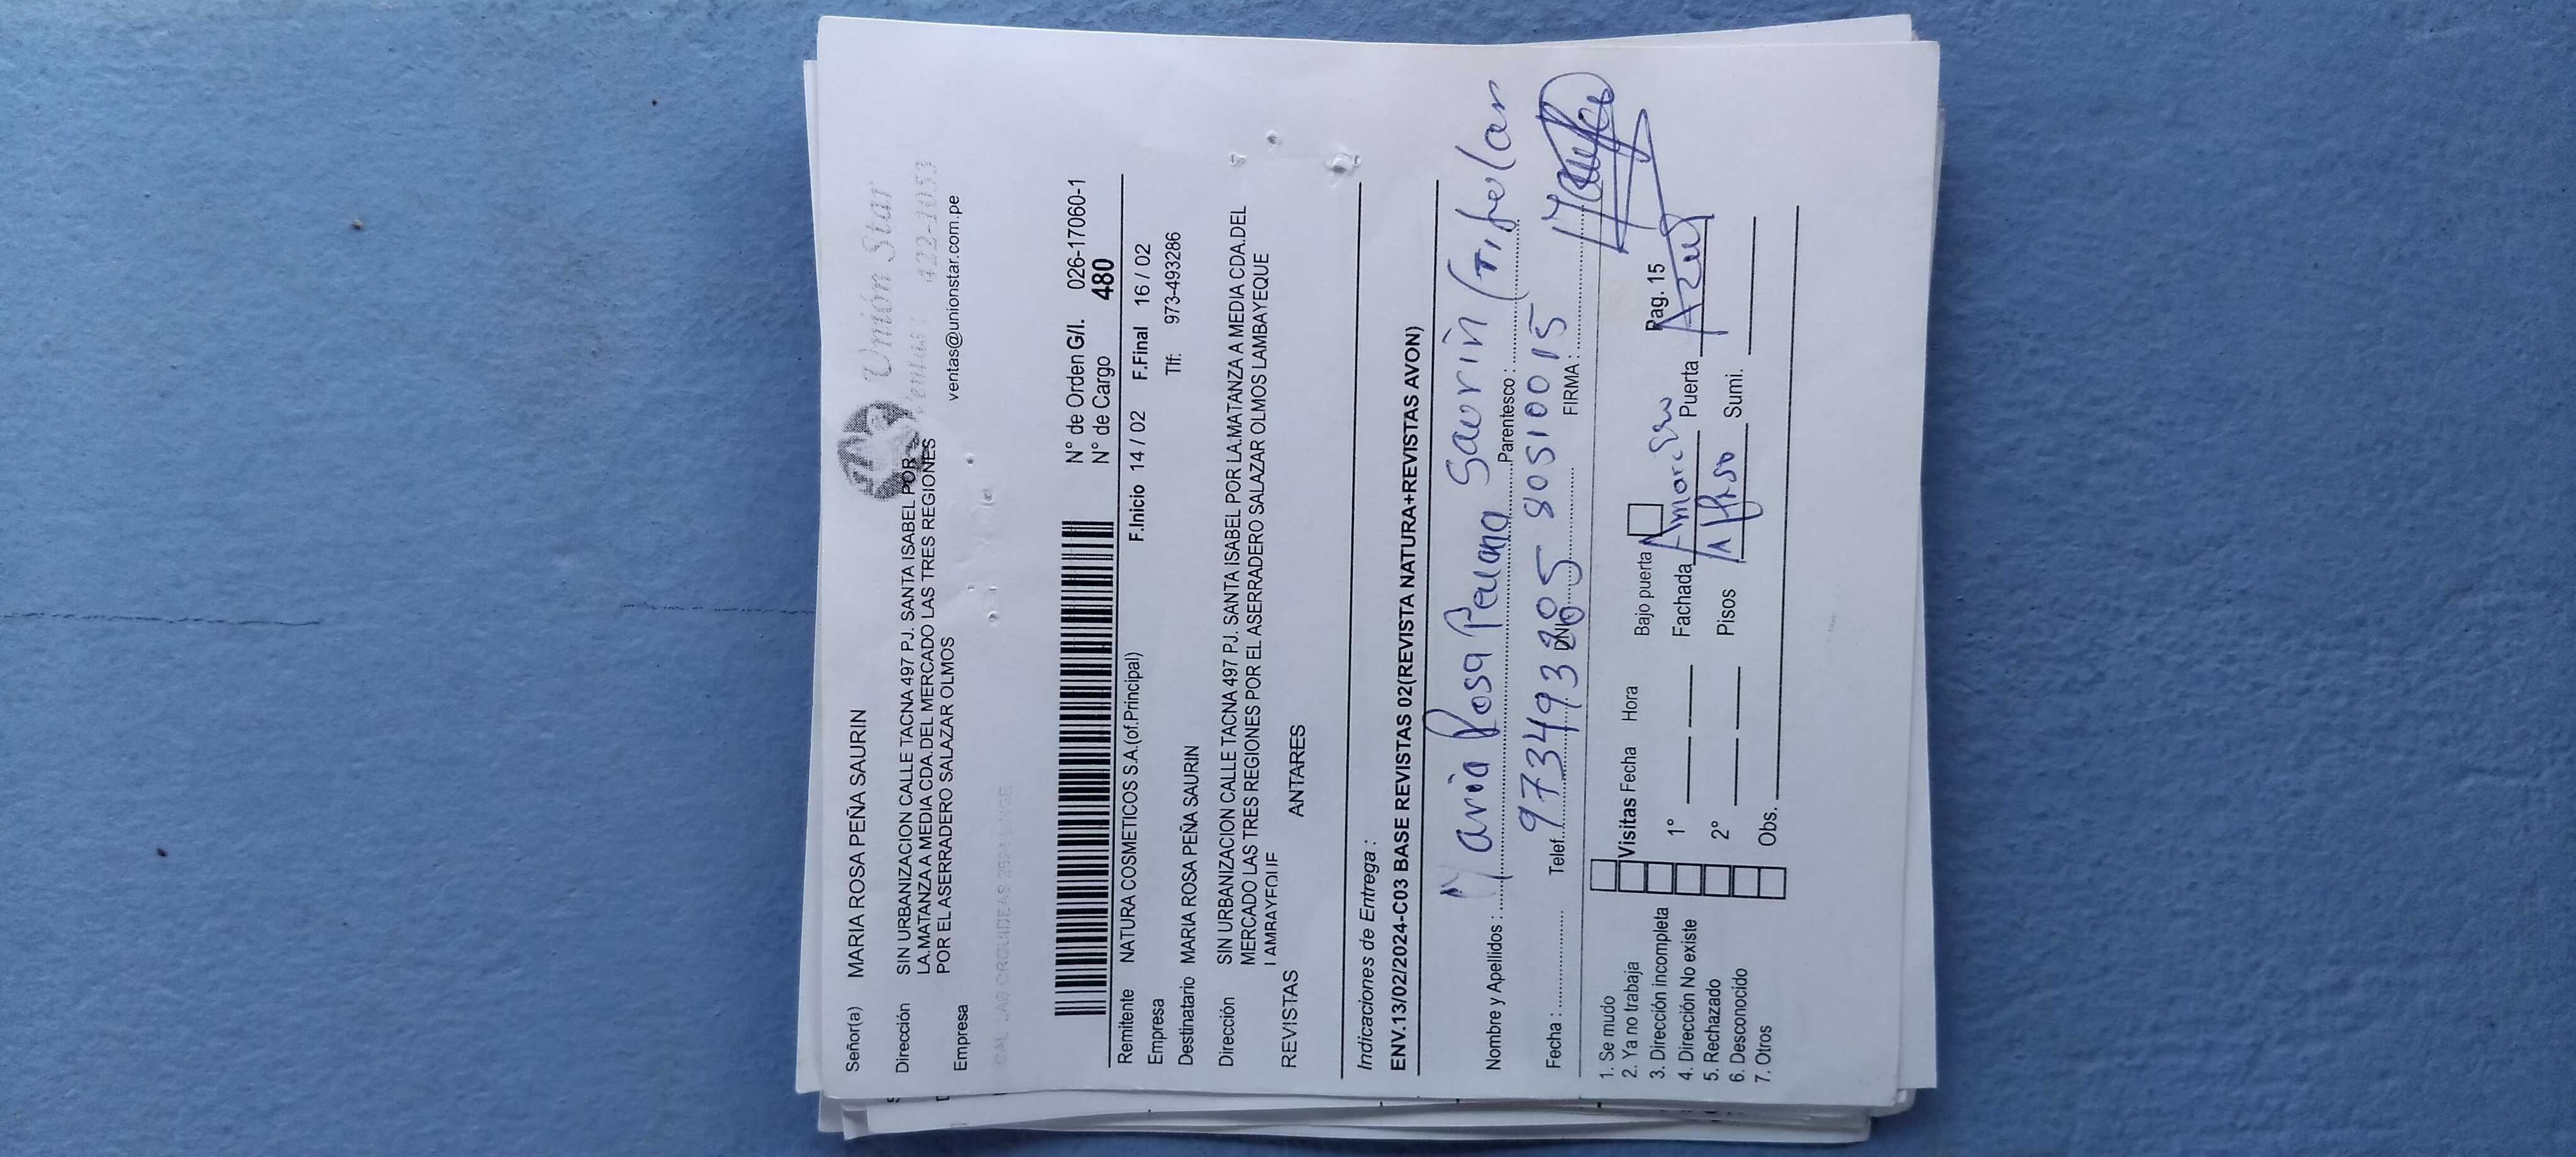 Señor(a) MARIA ROSA PEÑA SAURIN
Unión Star
Ventas : 422-1053
Dirección SIN URBANIZACION CALLE TACNA 497 P.J. SANTA ISABEL POR
LA.MATANZA A MEDIA CDA.DEL MERCADO LAS TRES REGIONES
POR EL ASERRADERO SALAZAR OLMOS
Empresa
ventas@unionstar.com.pe
CAL LAS ORQUIDEAS
N° de Orden G/I. 026-17060-1
N° de Cargo 480
Remitente NATURA COSMETICOS S.A.(of.Principal) F.Inicio 14 / 02 F.Final 16 / 02
Empresa
Tlf: 973-493286
Destinatario MARIA ROSA PEÑA SAURIN
Dirección SIN URBANIZACION CALLE TACNA 497 P.J. SANTA ISABEL POR LA.MATANZA A MEDIA CDA.DEL
MERCADO LAS TRES REGIONES POR EL ASERRADERO SALAZAR OLMOS LAMBAYEQUE
LAMBAYEQUE
REVISTAS ANTARES
Indicaciones de Entrega :
ENV.13/02/2024-C03 BASE REVISTAS 02(REVISTA NATURA+REVISTAS AVON)
Nombre y Apellidos : Maria Rosa Saurin Parentesco : (Titular
Fecha : Telef. DNI 80510015 FIRMA :
1. Se mudo
2. Ya no trabaja
3. Dirección incompleta
4. Dirección No existe
5. Rechazado
6. Desconocido
7. Otros
Visitas Fecha Hora Bajo puerta Pag. 15
1° Fachada Puerta Azul
2° Pisos Sumi.
Obs.